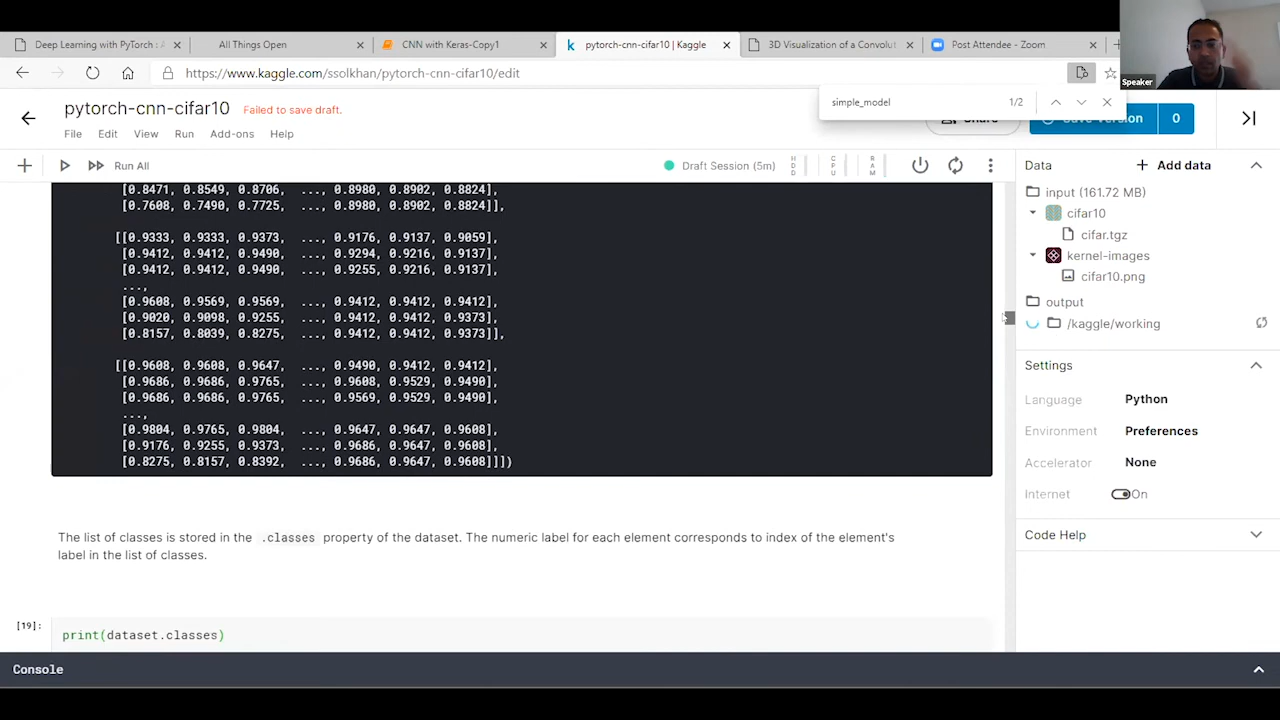 Deep Learning with PyTorch : A
All Things Open
CNN with Keras-Copy1
pytorch-cnn-cifar10 | Kaggle
3D Visualization of a Convolut
Post Attendee - Zoom
https://www.kaggle.com/ssolkhan/pytorch-cnn-cifar10/edit
Speaker
simple_model 1/2
pytorch-cnn-cifar10 Failed to save draft.
Share
Save Version 0
File Edit View Run Add-ons Help
Run All
Draft Session (5m)
HDD
CPU
RAM
[0.8471, 0.8549, 0.8706, ..., 0.8980, 0.8902, 0.8824],
[0.7608, 0.7490, 0.7725, ..., 0.8980, 0.8902, 0.8824]],
[[0.9333, 0.9333, 0.9373, ..., 0.9176, 0.9137, 0.9059],
[0.9412, 0.9412, 0.9490, ..., 0.9294, 0.9216, 0.9137],
[0.9412, 0.9412, 0.9490, ..., 0.9255, 0.9216, 0.9137],
...,
[0.9608, 0.9569, 0.9569, ..., 0.9412, 0.9412, 0.9412],
[0.9020, 0.9098, 0.9255, ..., 0.9412, 0.9412, 0.9373],
[0.8157, 0.8039, 0.8275, ..., 0.9412, 0.9412, 0.9373]],
[[0.9608, 0.9608, 0.9647, ..., 0.9490, 0.9412, 0.9412],
[0.9686, 0.9686, 0.9765, ..., 0.9608, 0.9529, 0.9490],
[0.9686, 0.9686, 0.9765, ..., 0.9569, 0.9529, 0.9490],
...,
[0.9804, 0.9765, 0.9804, ..., 0.9647, 0.9647, 0.9608],
[0.9176, 0.9255, 0.9373, ..., 0.9686, 0.9647, 0.9608],
[0.8275, 0.8157, 0.8392, ..., 0.9686, 0.9647, 0.9608]]])
The list of classes is stored in the .classes property of the dataset. The numeric label for each element corresponds to index of the element's
label in the list of classes.
[19]:
print(dataset.classes)
Console
Data + Add data
input (161.72 MB)
cifar10
cifar.tgz
kernel-images
cifar10.png
output
/kaggle/working
Settings
Language Python
Environment Preferences
Accelerator None
Internet On
Code Help